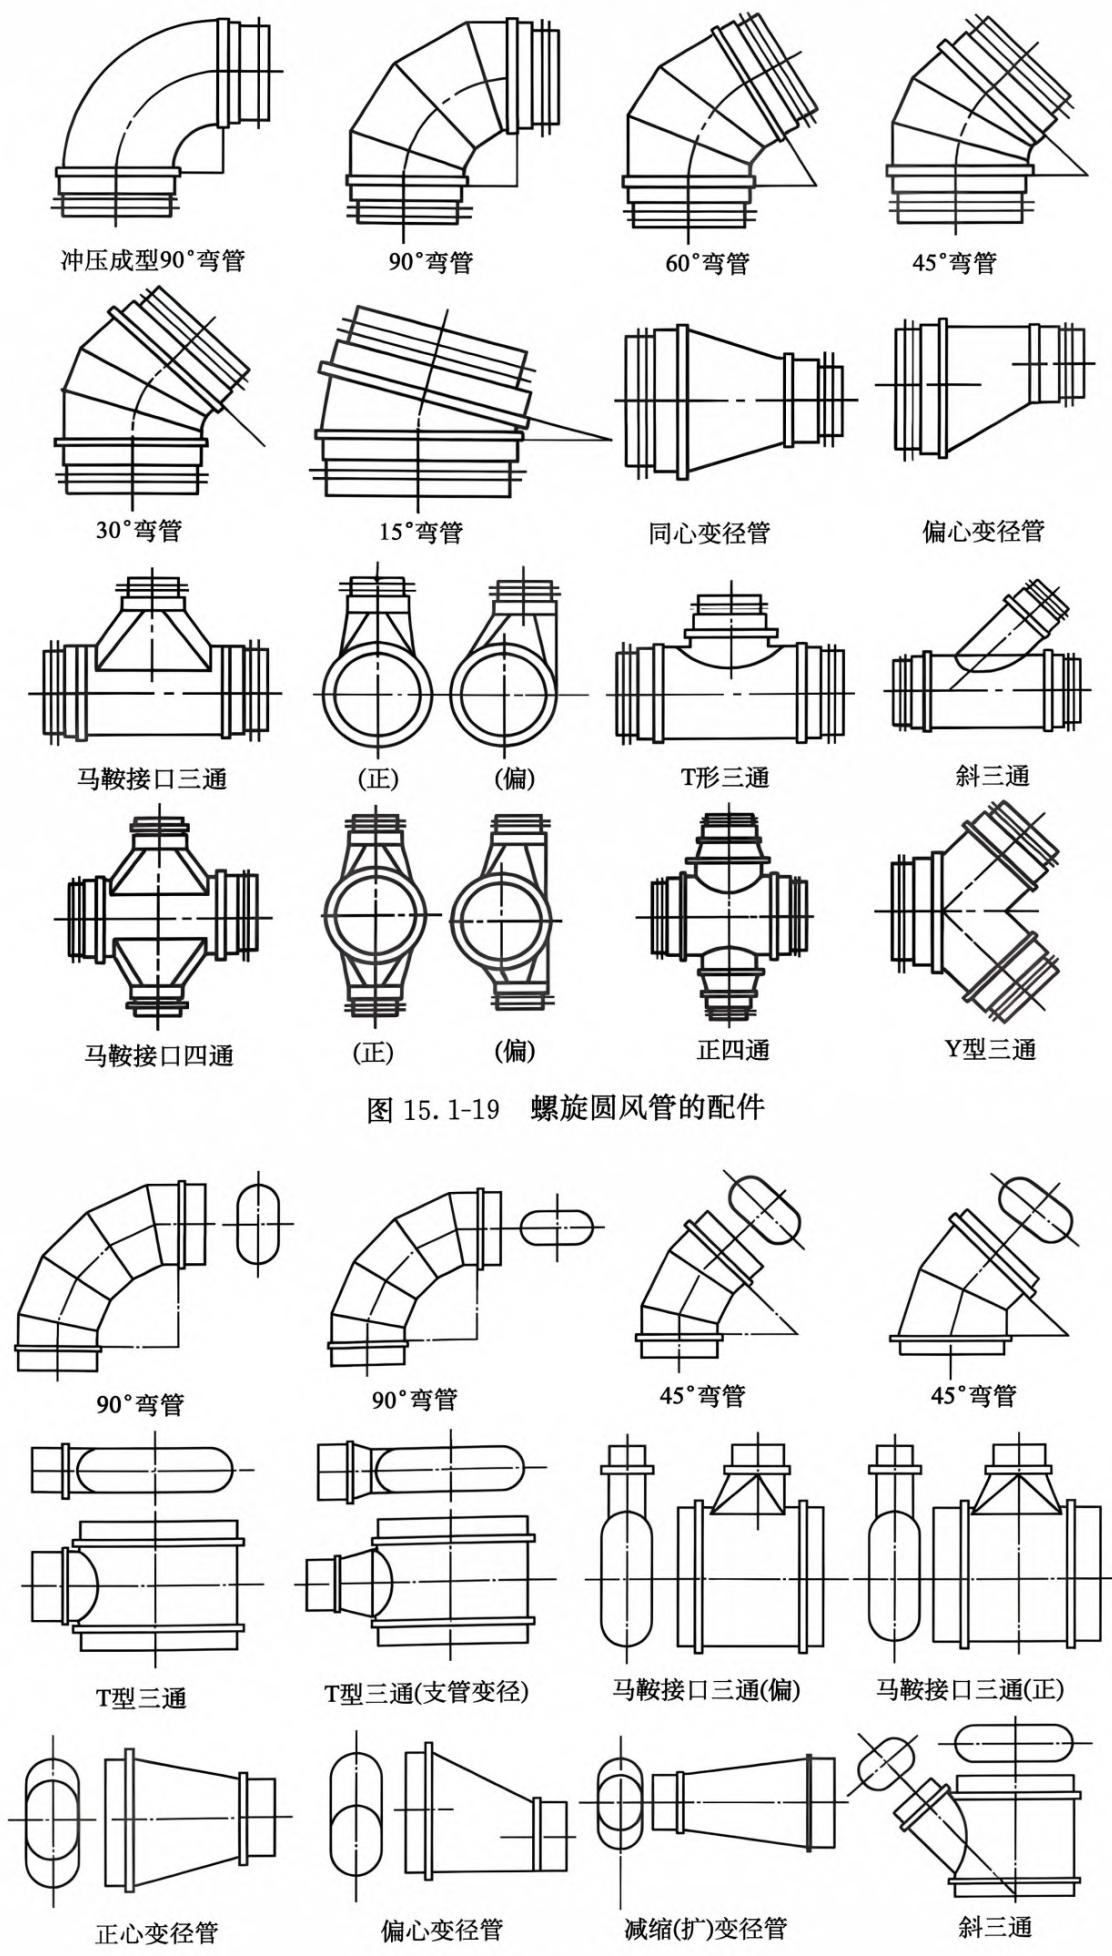 冲压成型90°弯管 90°弯管 60°弯管 45°弯管
30°弯管 15°弯管 同心变径管 偏心变径管
马鞍接口三通 (正) (偏) T形三通 斜三通
马鞍接口四通 (正) (偏) 正四通 Y型三通
图 15.1-19 螺旋圆风管的配件
90°弯管 90°弯管 45°弯管 45°弯管
T型三通 T型三通(支管变径) 马鞍接口三通(偏) 马鞍接口三通(正)
正心变径管 偏心变径管 减缩(扩)变径管 斜三通